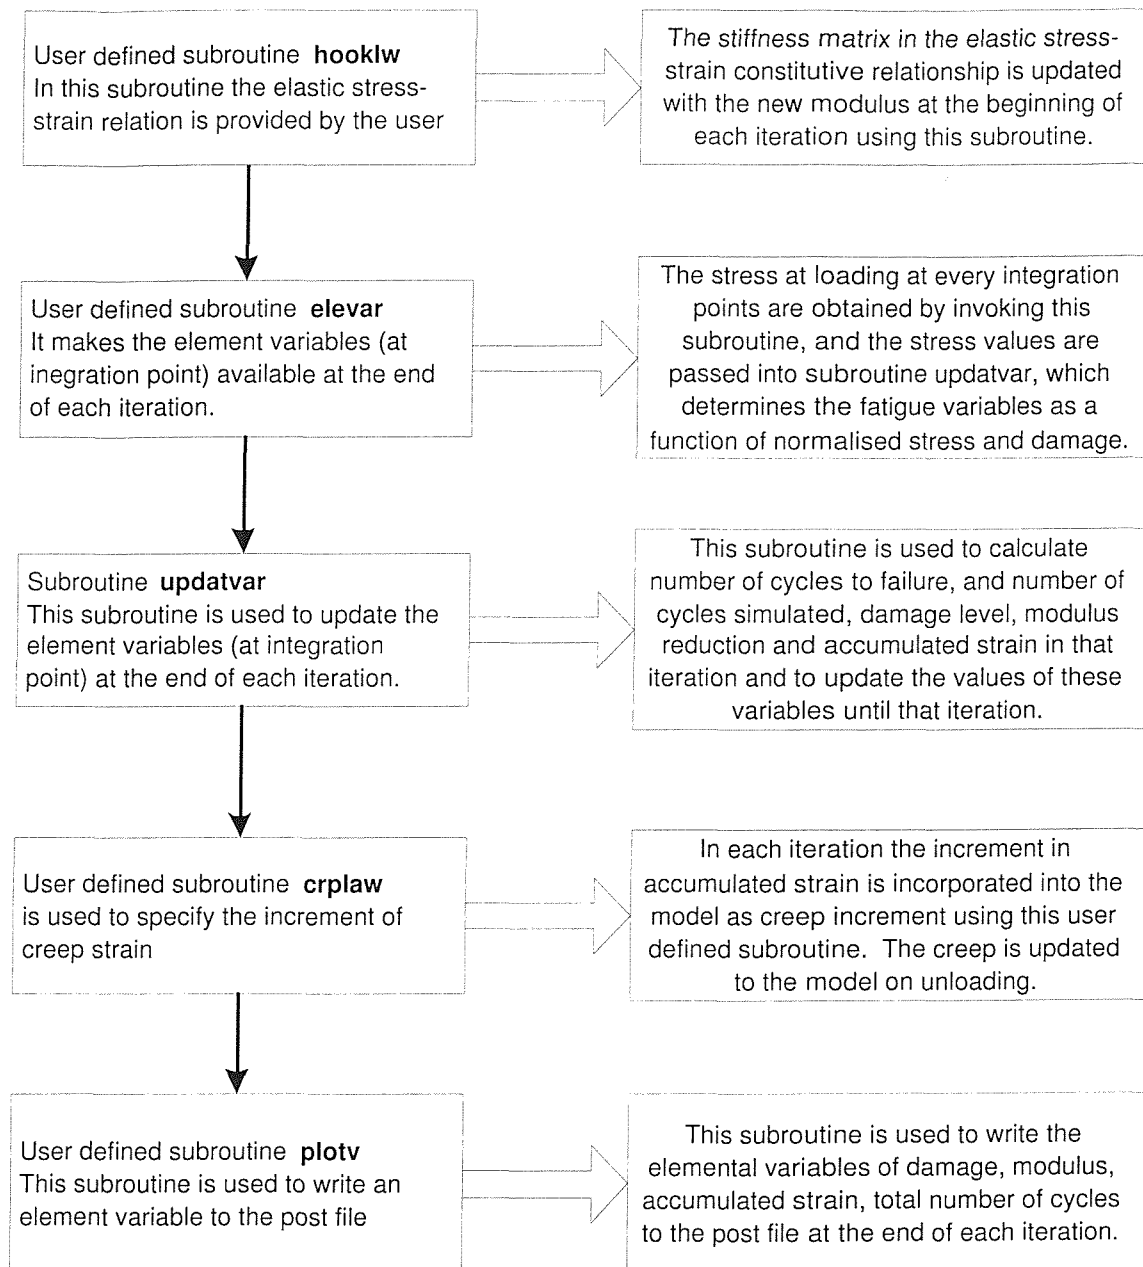 User defined subroutine hooklw
In this subroutine the elastic stress-
strain relation is provided by the user
The stiffness matrix in the elastic stress-
strain constitutive relationship is updated
with the new modulus at the beginning of
each iteration using this subroutine.
User defined subroutine elevar
It makes the element variables (at
inegration point) available at the end
of each iteration.
The stress at loading at every integration
points are obtained by invoking this
subroutine, and the stress values are
passed into subroutine updatvar, which
determines the fatigue variables as a
function of normalised stress and damage.
Subroutine updatvar
This subroutine is used to update the
element variables (at integration
point) at the end of each iteration.
This subroutine is used to calculate
number of cycles to failure, and number of
cycles simulated, damage level, modulus
reduction and accumulated strain in that
iteration and to update the values of these
variables until that iteration.
User defined subroutine crplaw
is used to specify the increment of
creep strain
In each iteration the increment in
accumulated strain is incorporated into the
model as creep increment using this user
defined subroutine. The creep is updated
to the model on unloading.
User defined subroutine plotv
This subroutine is used to write an
element variable to the post file
This subroutine is used to write the
elemental variables of damage, modulus,
accumulated strain, total number of cycles
to the post file at the end of each iteration.